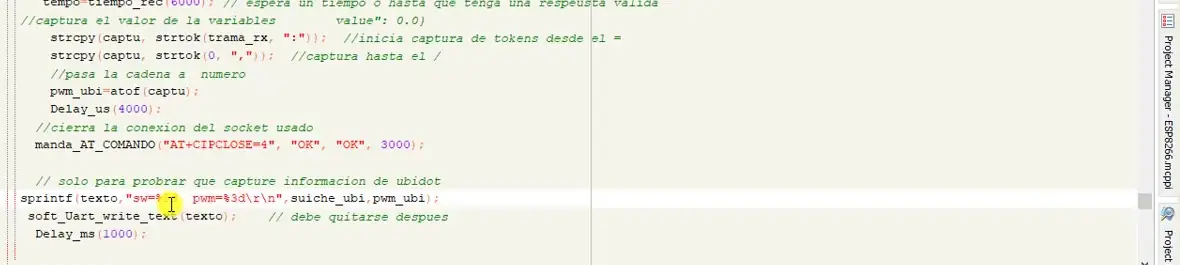 tempo=tiempo_rec(6000); // espera un tiempo o hasta que tenga una respeusta valida
//captura el valor de la variables value": 0.0}
strcpy(captu, strtok(trama_rx, ":")); //inicia captura de tokens desde el =
strcpy(captu, strtok(0, ",")); //captura hasta el /
//pasa la cadena a numero
pwm_ubi=atof(captu);
Delay_us(4000);
//cierra la conexion del socket usado
manda_AT_COMANDO("AT+CIPCLOSE=4", "OK", "OK", 3000);
// solo para probrar que capture informacion de ubidot
sprintf(texto,"sw=% pwm=%3d\r\n",suiche_ubi,pwm_ubi);
soft_Uart_write_text(texto); // debe quitarse despues
Delay_ms(1000);
Project Manager - ESP8266.mcppi
Project